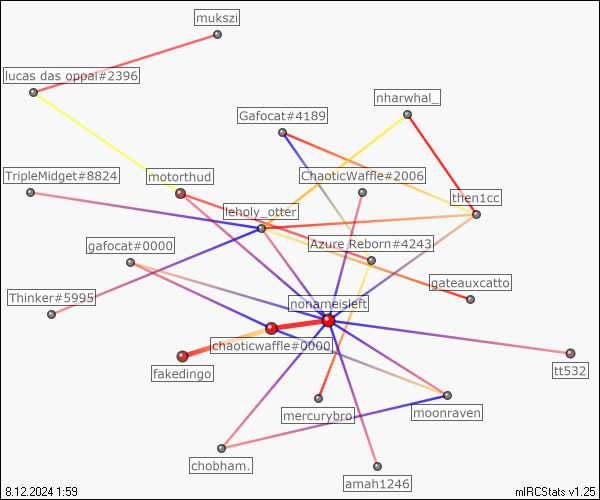 mukszi
lucas das oppai#2396
nharwhal_
Gafocat#4189
TripleMidget#8824
motorthud
ChaoticWaffle#2006
then1cc
leholy_otter
gafocat#0000
Azure Reborn#4243
gateauxcatto
Thinker#5995
nonameisleft
chaoticwaffle#0000
fakedingo
tt532
mercurybro
moonraven
chobham.
amah1246
8.12.2024 1:59
mIRCStats v1.25